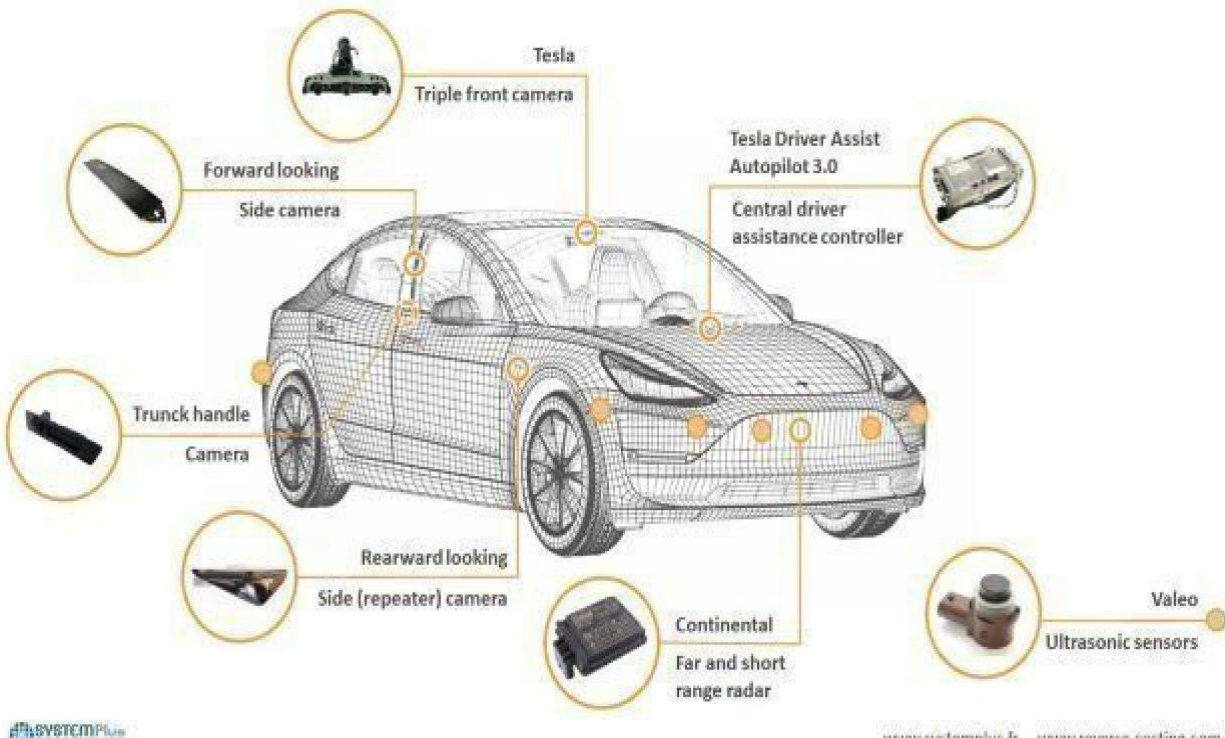 Tesla
Triple front camera
Tesla Driver Assist
Autopilot 3.0
Central driver
assistance controller
Forward looking
Side camera
Trunck handle
Camera
Rearward looking
Side (repeater) camera
Continental
Far and short
range radar
Valeo
Ultrasonic sensors
SYSTEMPlus